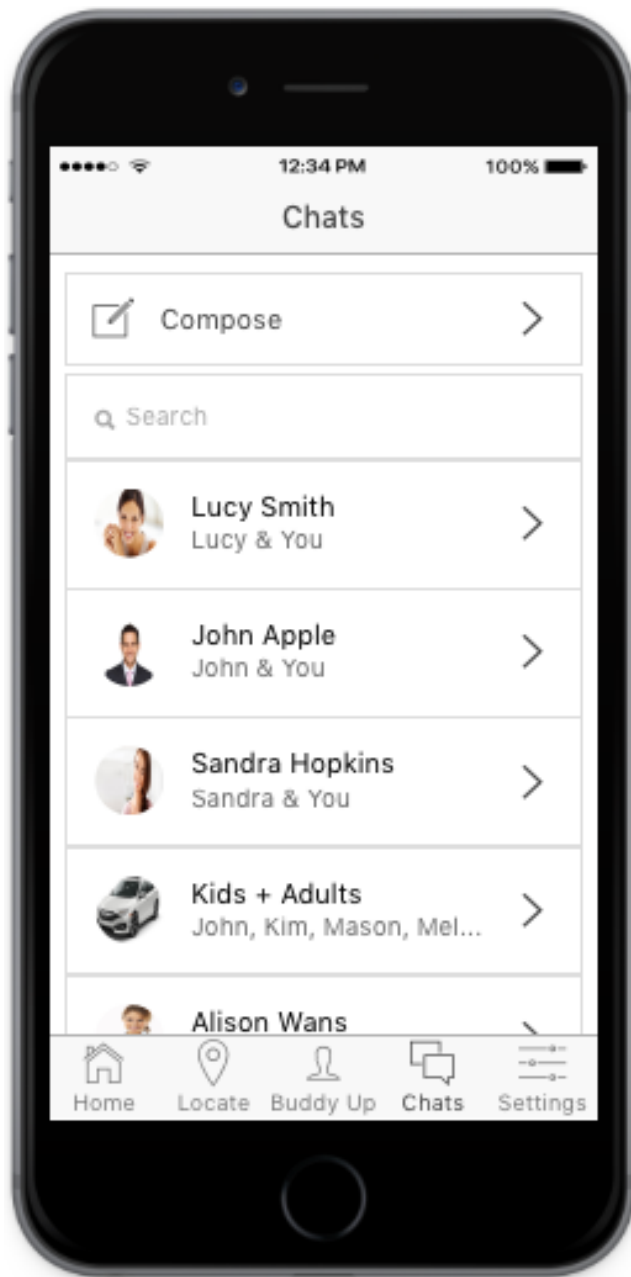 12:34 PM 100%
Chats
Compose
Search
Lucy Smith
Lucy & You
John Apple
John & You
Sandra Hopkins
Sandra & You
Kids + Adults
John, Kim, Mason, Mel...
Alison Wans
Home Locate Buddy Up Chats Settings